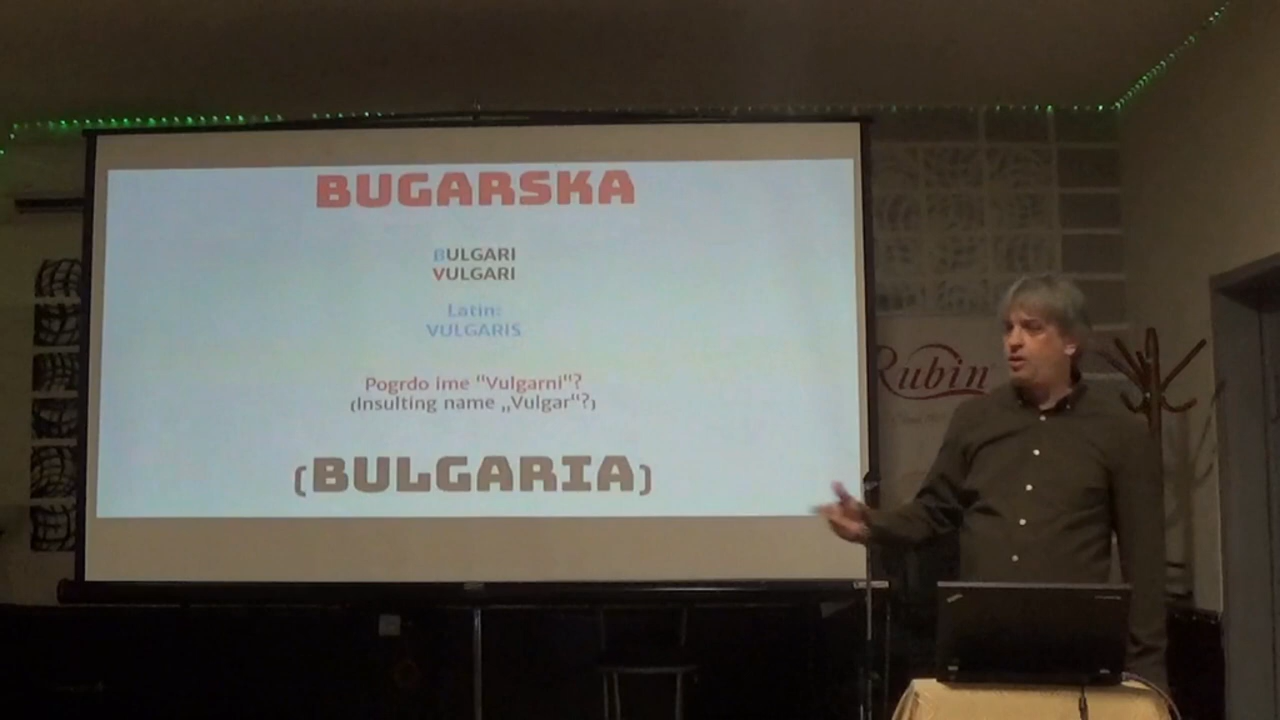 BUGARSKA
BULGARI
VULGARI
Latin:
VULGARIS
Pogrdo ime "Vulgarni"?
(Insulting name „Vulgar“?)
(BULGARIA)
Rubin